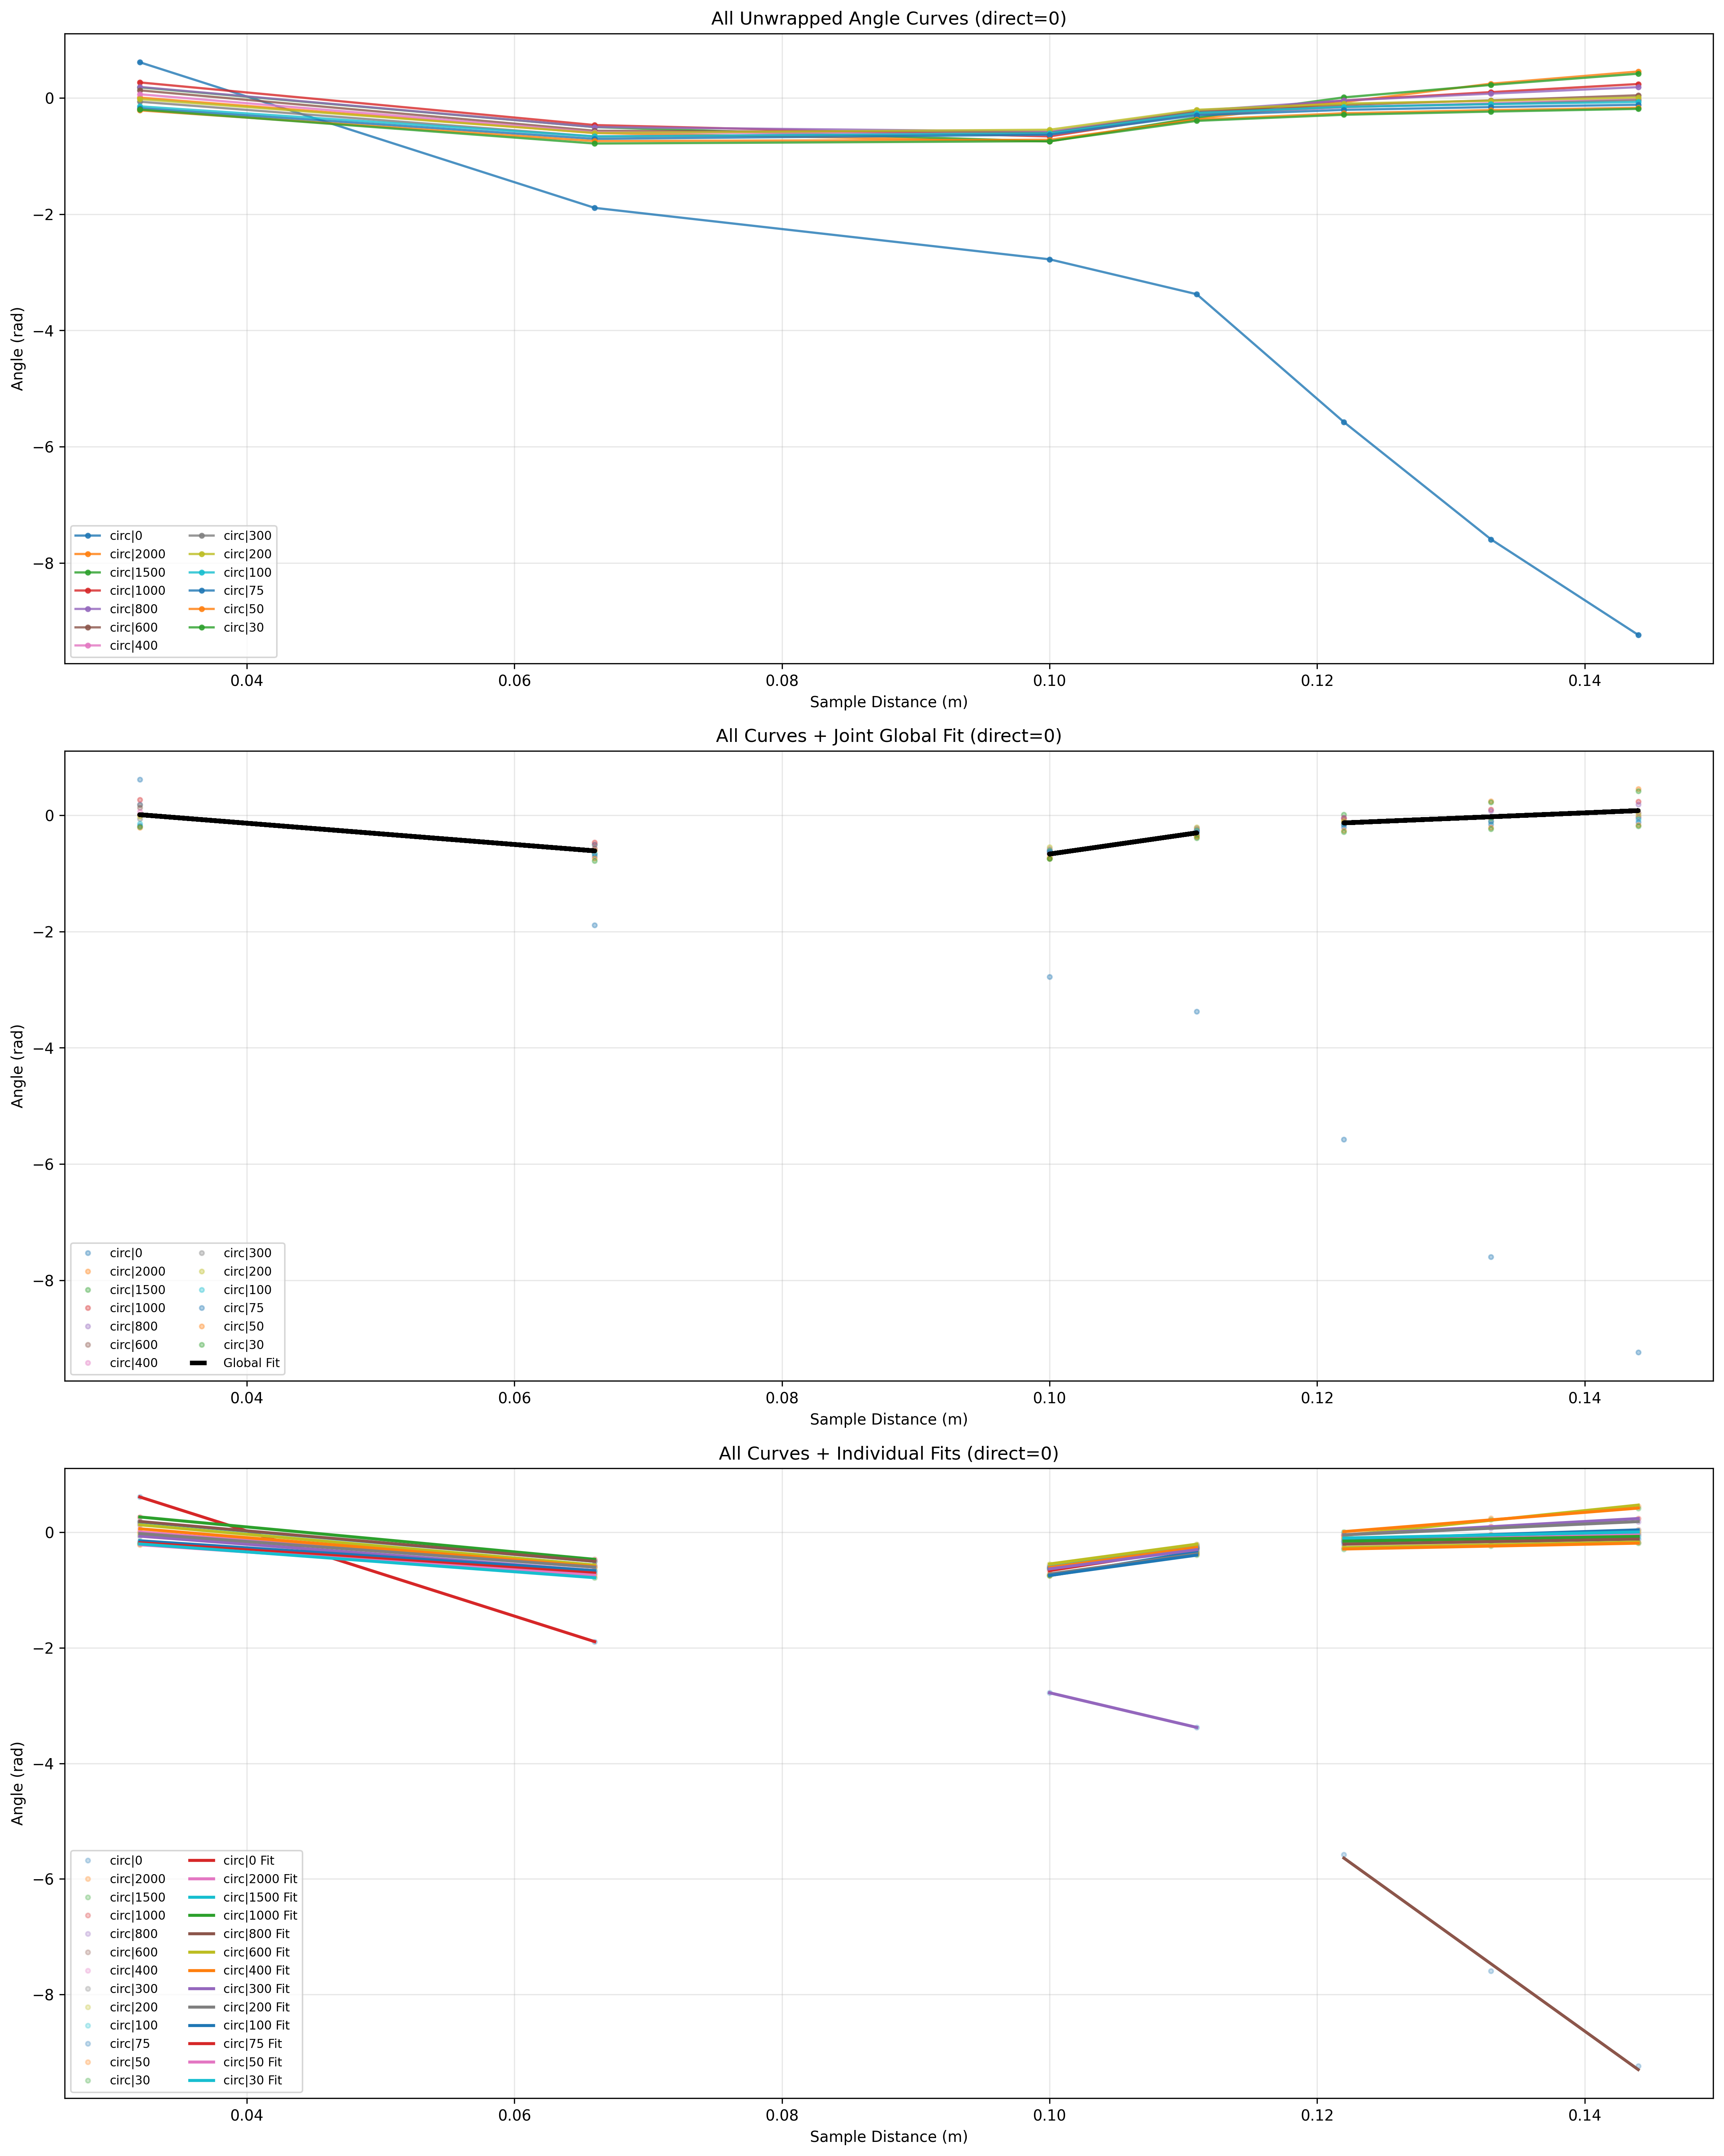 All Unwrapped Angle Curves (direct=0)
0
−2
−4
−6
−8
Angle (rad)
circ|0
circ|2000
circ|1500
circ|1000
circ|800
circ|600
circ|400
circ|300
circ|200
circ|100
circ|75
circ|50
circ|30
0.04 0.06 0.08 0.10 0.12 0.14
Sample Distance (m)
All Curves + Joint Global Fit (direct=0)
0
−2
−4
−6
−8
Angle (rad)
circ|0
circ|2000
circ|1500
circ|1000
circ|800
circ|600
circ|400
circ|300
circ|200
circ|100
circ|75
circ|50
circ|30
Global Fit
0.04 0.06 0.08 0.10 0.12 0.14
Sample Distance (m)
All Curves + Individual Fits (direct=0)
0
−2
−4
−6
−8
Angle (rad)
circ|0
circ|2000
circ|1500
circ|1000
circ|800
circ|600
circ|400
circ|300
circ|200
circ|100
circ|75
circ|50
circ|30
circ|0 Fit
circ|2000 Fit
circ|1500 Fit
circ|1000 Fit
circ|800 Fit
circ|600 Fit
circ|400 Fit
circ|300 Fit
circ|200 Fit
circ|100 Fit
circ|75 Fit
circ|50 Fit
circ|30 Fit
0.04 0.06 0.08 0.10 0.12 0.14
Sample Distance (m)